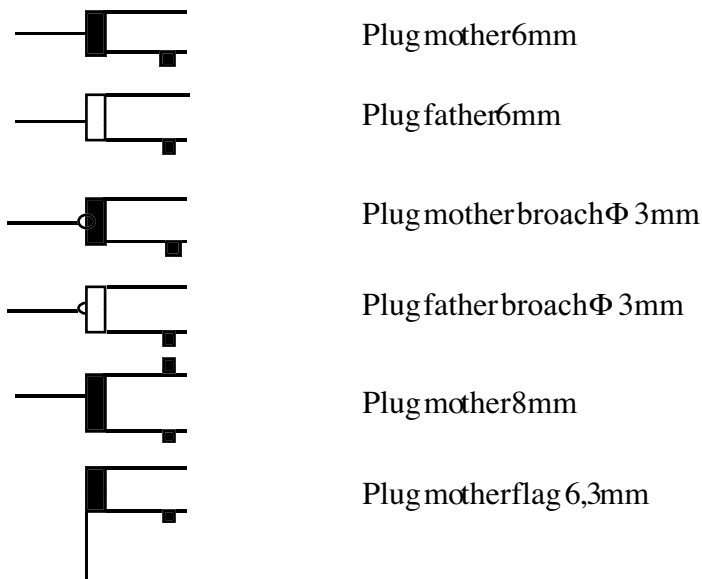 Plug mother 6mm
Plug father 6mm
Plug mother broach Φ 3mm
Plug father broach Φ 3mm
Plug mother 8mm
Plug mother flag 6,3mm